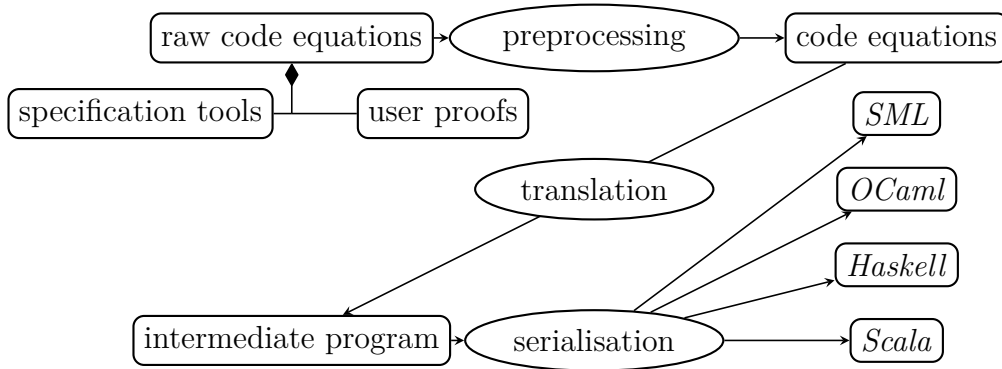 raw code equations
preprocessing
code equations
specification tools
user proofs
SML
translation
OCaml
Haskell
intermediate program
serialisation
Scala